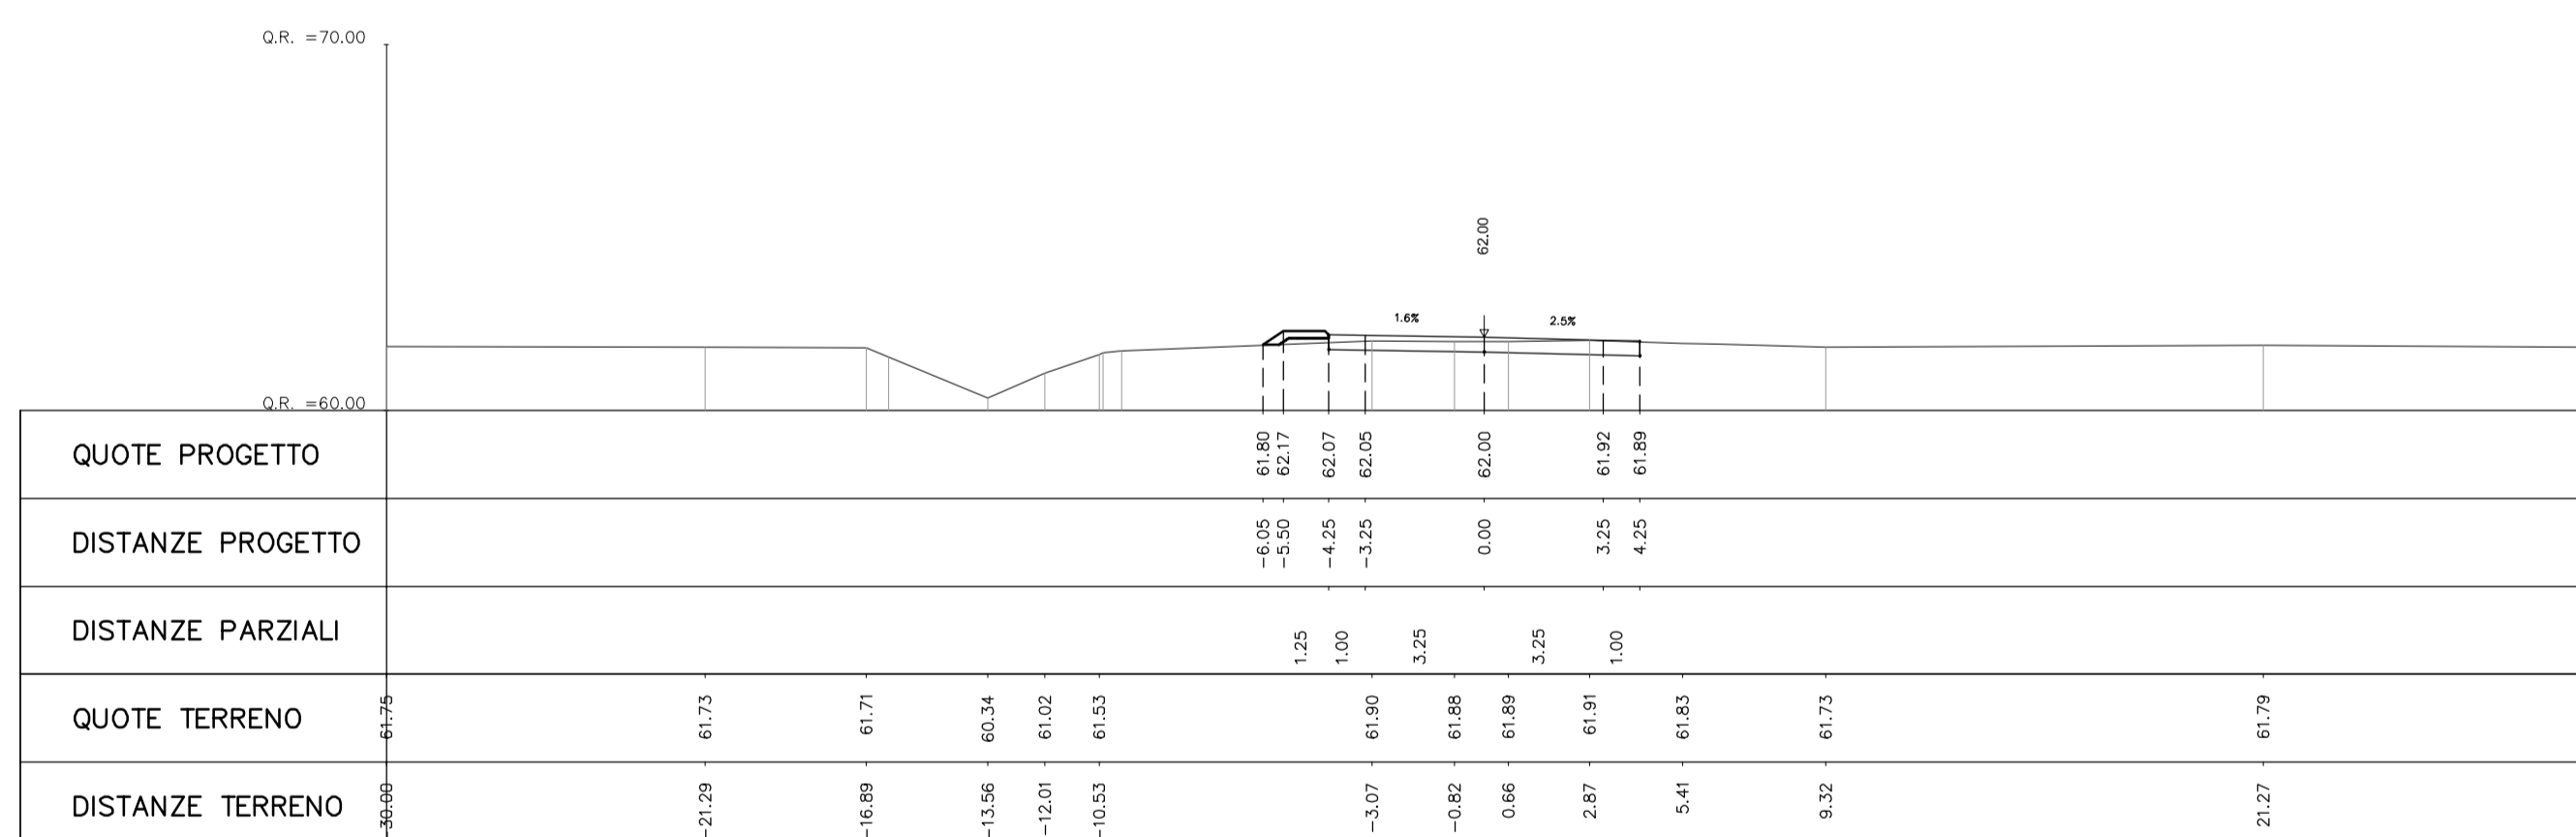 Q.R. =70.00
62.00
1.6%
2.5%
Q.R. =60.00
QUOTE PROGETTO 61.80 62.17 62.07 62.05 62.00 61.92 61.89
DISTANZE PROGETTO -6.05 -5.50 -4.25 -3.25 0.00 3.25 4.25
DISTANZE PARZIALI 1.25 1.00 3.25 3.25 1.00
QUOTE TERRENO 61.75 61.73 61.71 60.34 61.02 61.53 61.90 61.88 61.89 61.91 61.83 61.73 61.79
DISTANZE TERRENO -30.00 -21.29 -16.89 -13.56 -12.01 -10.53 -3.07 -0.82 0.66 2.87 5.41 9.32 21.27